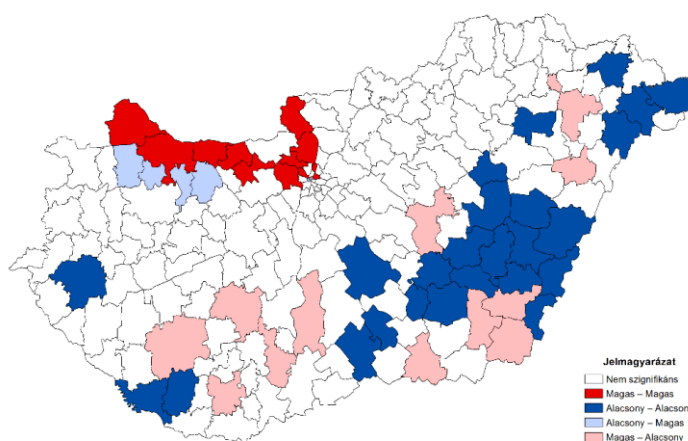 Jelmagyarázat
Nem szignifikáns
Magas – Magas
Alacsony – Alacson
Alacsony – Magas
Magas – Alacsony